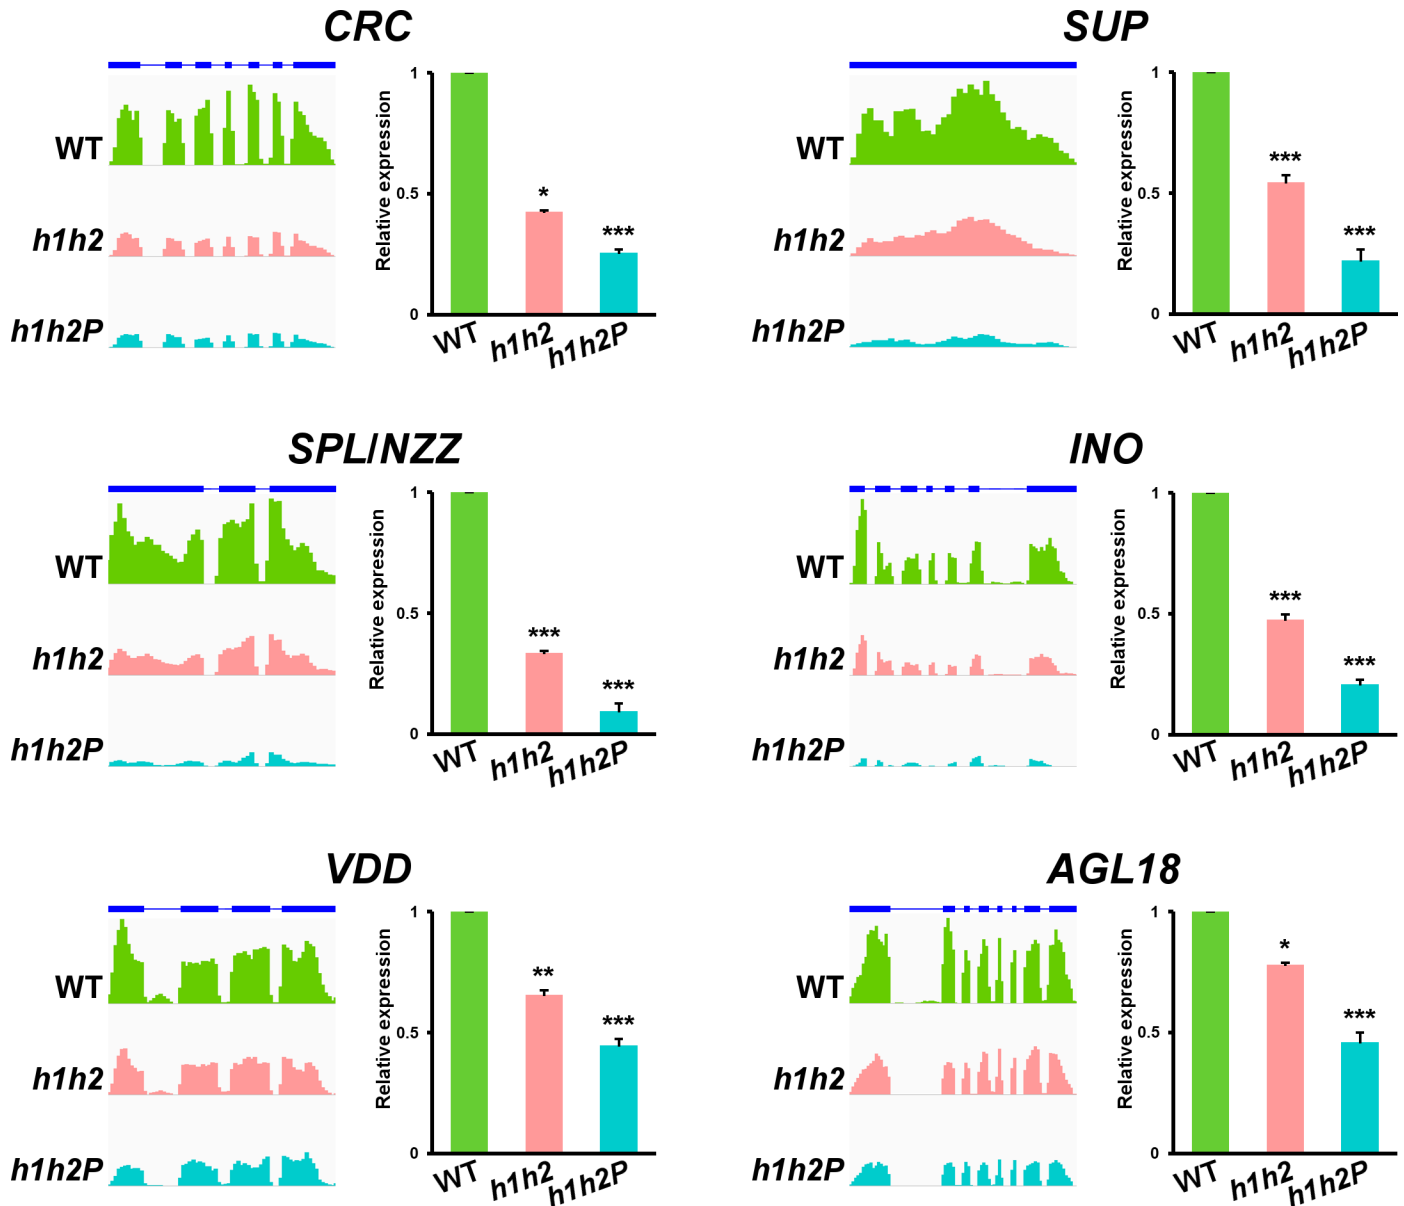 CRC
WT
h1h2
h1h2P
Relative expression
1
0.5
0
*
***
WT
h1h2
h1h2P
SUP
WT
h1h2
h1h2P
Relative expression
1
0.5
0
***
***
WT
h1h2
h1h2P
SPL/NZZ
WT
h1h2
h1h2P
Relative expression
1
0.5
0
***
***
WT
h1h2
h1h2P
INO
WT
h1h2
h1h2P
Relative expression
1
0.5
0
***
***
WT
h1h2
h1h2P
VDD
WT
h1h2
h1h2P
Relative expression
1
0.5
0
**
***
WT
h1h2
h1h2P
AGL18
WT
h1h2
h1h2P
Relative expression
1
0.5
0
*
***
WT
h1h2
h1h2P